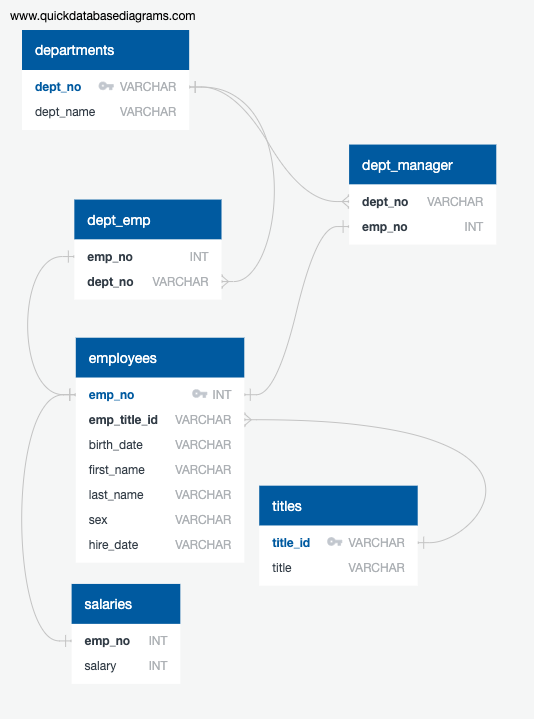 www.quickdatabasediagrams.com
departments
dept_no VARCHAR
dept_name VARCHAR
dept_manager
dept_no VARCHAR
emp_no INT
dept_emp
emp_no INT
dept_no VARCHAR
employees
emp_no INT
emp_title_id VARCHAR
birth_date VARCHAR
first_name VARCHAR
last_name VARCHAR
sex VARCHAR
hire_date VARCHAR
titles
title_id VARCHAR
title VARCHAR
salaries
emp_no INT
salary INT